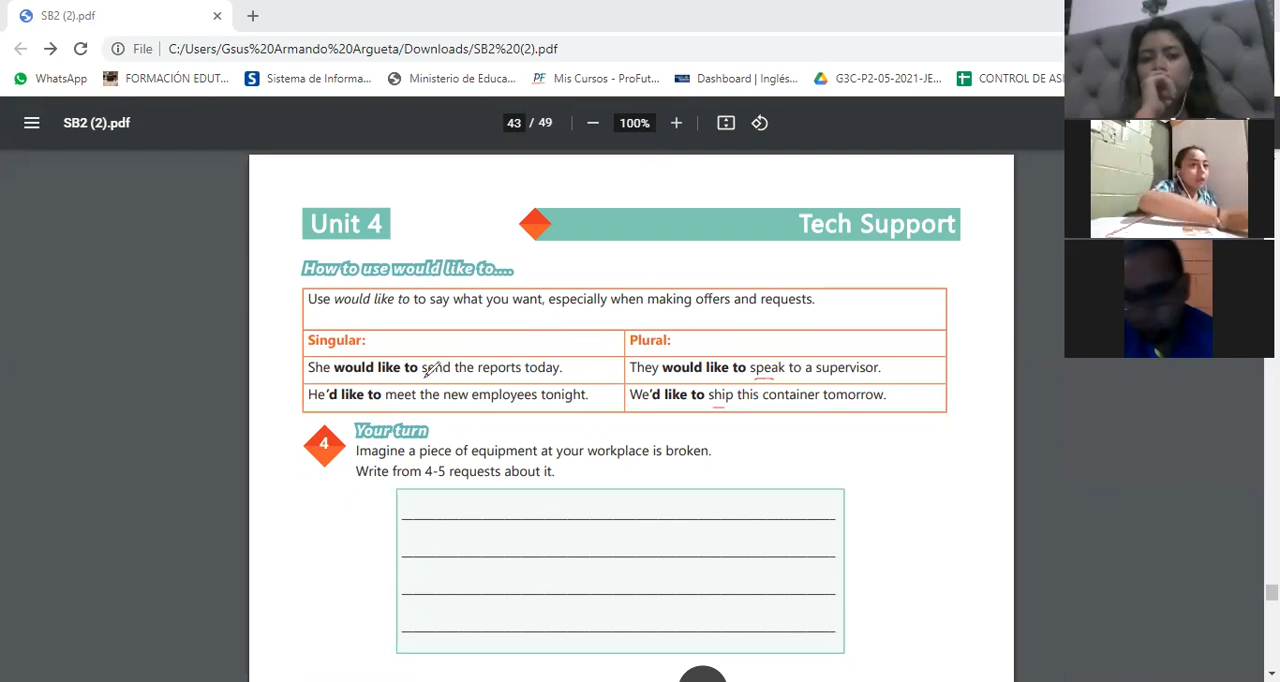 SB2 (2).pdf
File C:/Users/Gsus%20Armando%20Argueta/Downloads/SB2%20(2).pdf
WhatsApp FORMACIÓN EDUT... Sistema de Informa... Ministerio de Educa... Mis Cursos - ProFut... Dashboard | Inglés... G3C-P2-05-2021-JE... CONTROL DE AS
SB2 (2).pdf 43 / 49 100%
Unit 4 Tech Support
How to use would like to....
Use would like to to say what you want, especially when making offers and requests.
Singular: Plural:
She would like to send the reports today. They would like to speak to a supervisor.
He'd like to meet the new employees tonight. We'd like to ship this container tomorrow.
4 Your turn
Imagine a piece of equipment at your workplace is broken.
Write from 4-5 requests about it.